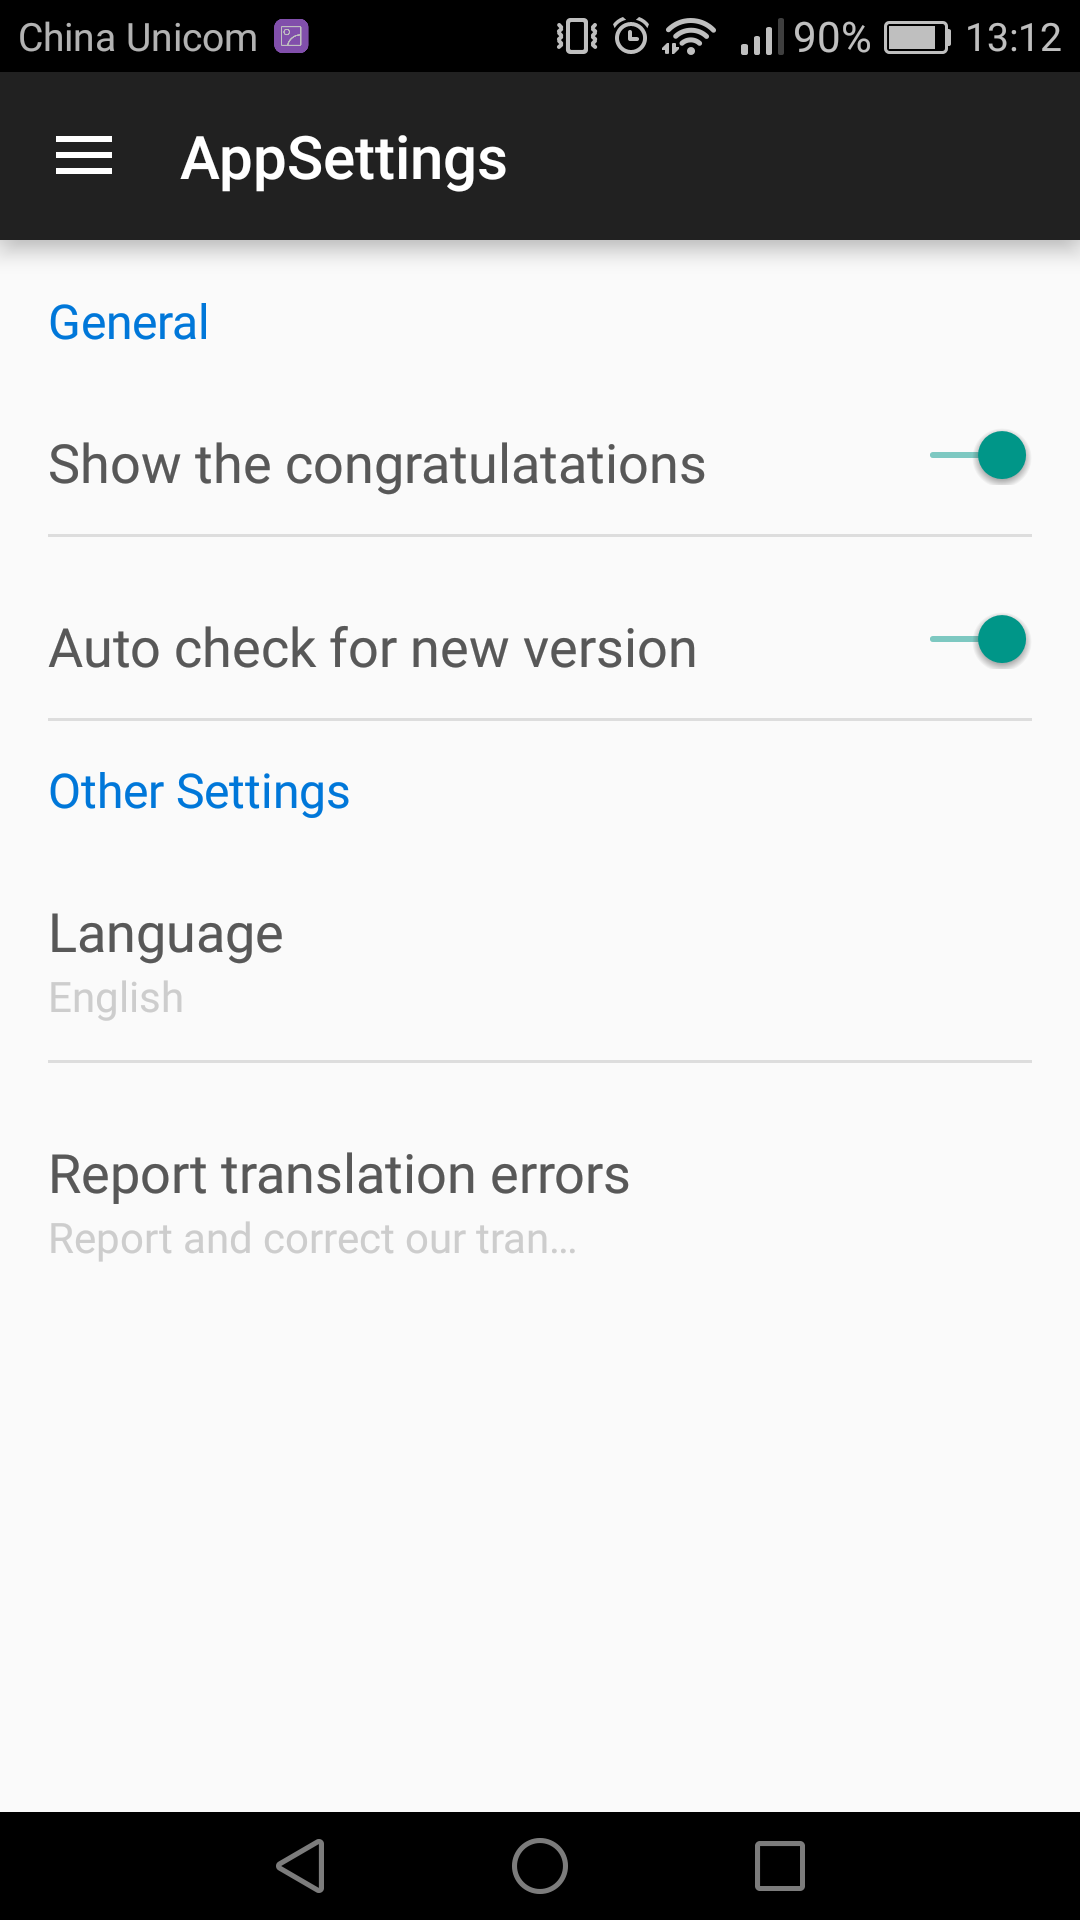 China Unicom 90% 13:12
AppSettings
General
Show the congratulatations
Auto check for new version
Other Settings
Language
English
Report translation errors
Report and correct our tran...